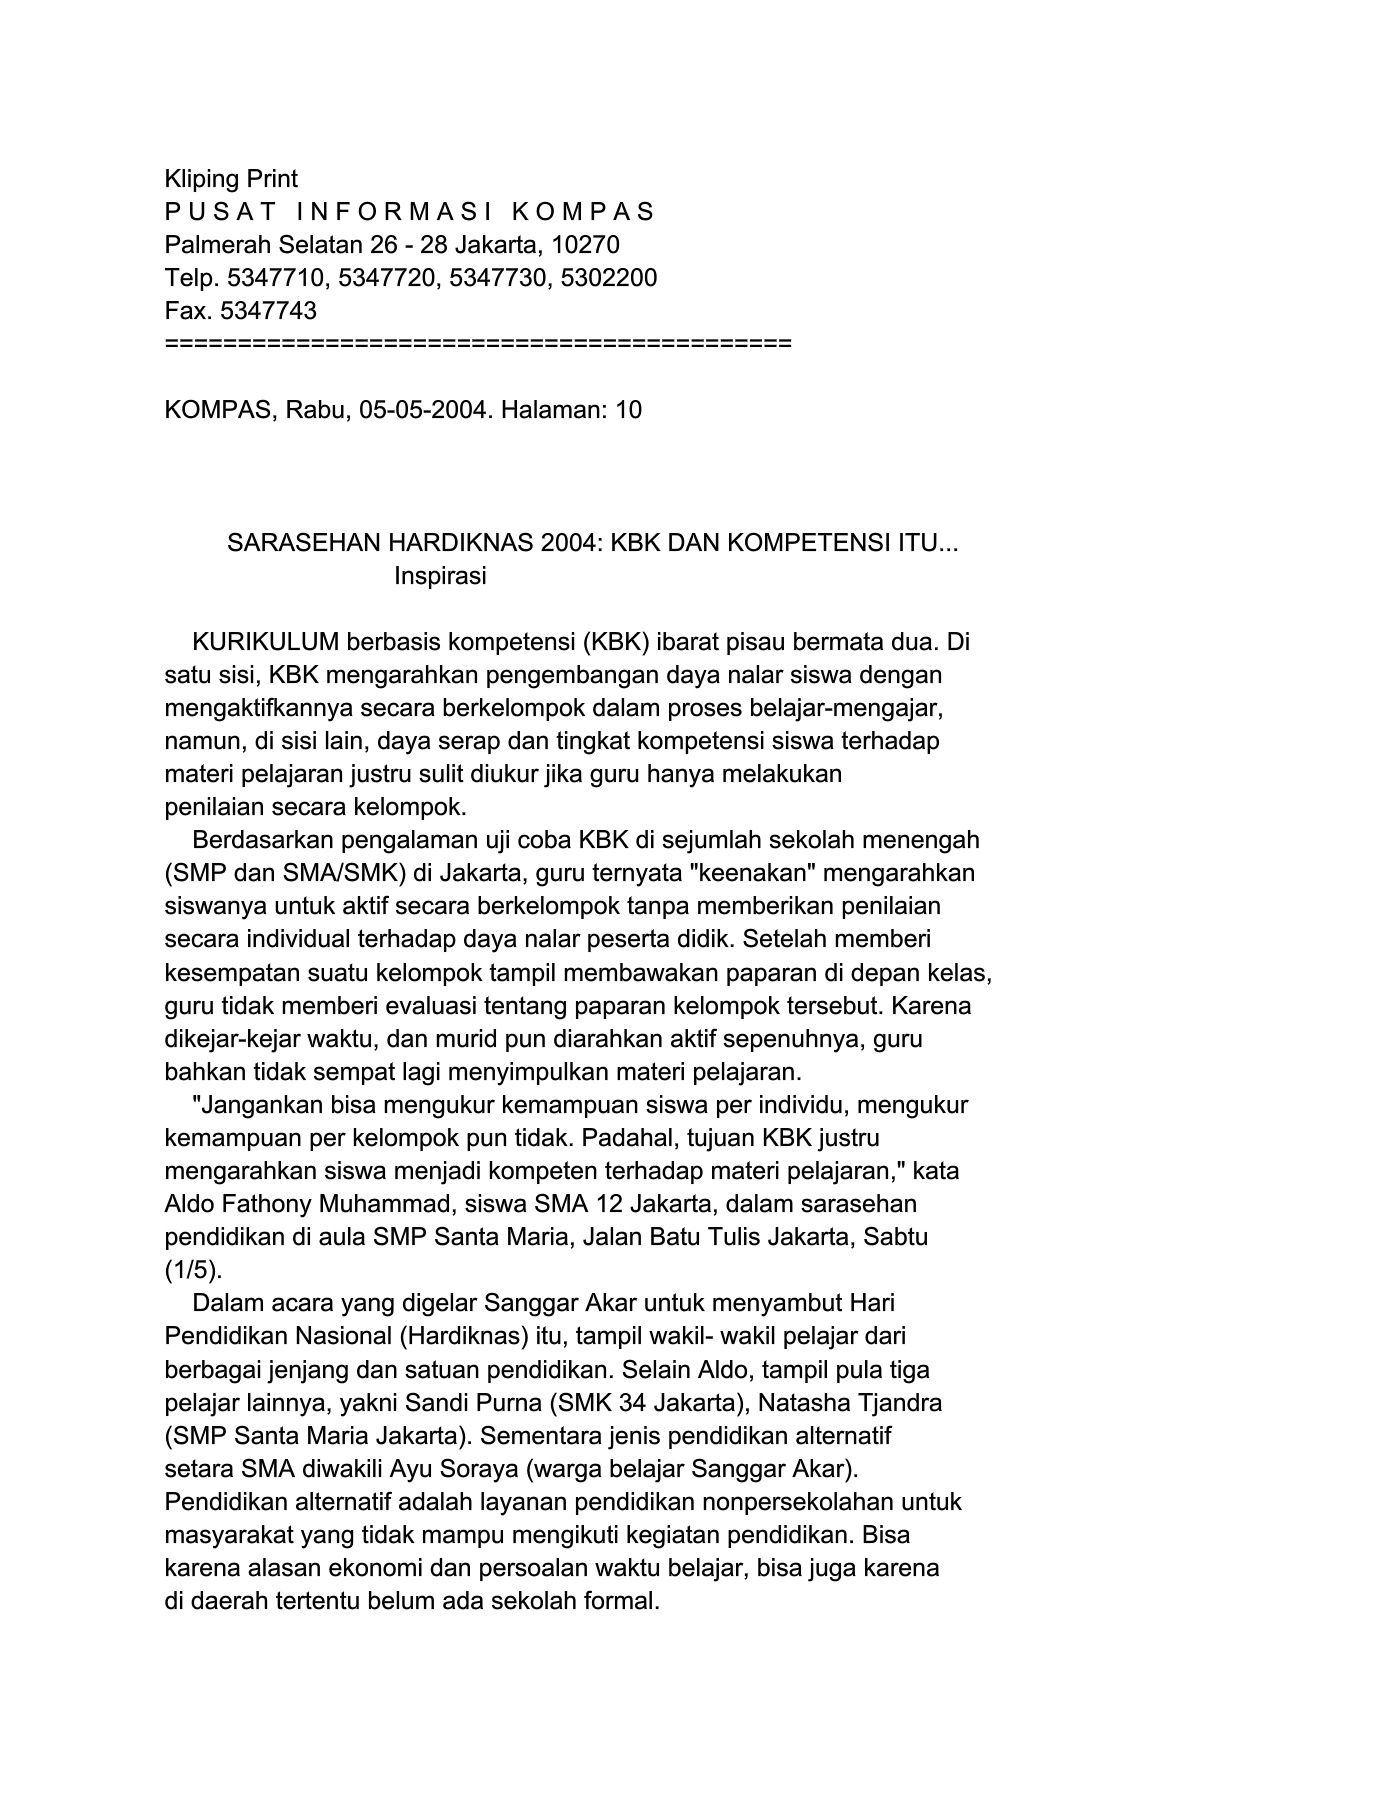 Kliping Print
P U S A T   I N F O R M A S I   K O M P A S
Palmerah Selatan 26 - 28 Jakarta, 10270
Telp. 5347710, 5347720, 5347730, 5302200
Fax. 5347743
===========================================
KOMPAS, Rabu, 05-05-2004. Halaman: 10
SARASEHAN HARDIKNAS 2004: KBK DAN KOMPETENSI ITU...
Inspirasi
KURIKULUM berbasis kompetensi (KBK) ibarat pisau bermata dua. Di
satu sisi, KBK mengarahkan pengembangan daya nalar siswa dengan
mengaktifkannya secara berkelompok dalam proses belajar-mengajar,
namun, di sisi lain, daya serap dan tingkat kompetensi siswa terhadap
materi pelajaran justru sulit diukur jika guru hanya melakukan
penilaian secara kelompok.
Berdasarkan pengalaman uji coba KBK di sejumlah sekolah menengah
(SMP dan SMA/SMK) di Jakarta, guru ternyata "keenakan" mengarahkan
siswanya untuk aktif secara berkelompok tanpa memberikan penilaian
secara individual terhadap daya nalar peserta didik. Setelah memberi
kesempatan suatu kelompok tampil membawakan paparan di depan kelas,
guru tidak memberi evaluasi tentang paparan kelompok tersebut. Karena
dikejar-kejar waktu, dan murid pun diarahkan aktif sepenuhnya, guru
bahkan tidak sempat lagi menyimpulkan materi pelajaran.
"Jangankan bisa mengukur kemampuan siswa per individu, mengukur
kemampuan per kelompok pun tidak. Padahal, tujuan KBK justru
mengarahkan siswa menjadi kompeten terhadap materi pelajaran," kata
Aldo Fathony Muhammad, siswa SMA 12 Jakarta, dalam sarasehan
pendidikan di aula SMP Santa Maria, Jalan Batu Tulis Jakarta, Sabtu
(1/5).
Dalam acara yang digelar Sanggar Akar untuk menyambut Hari
Pendidikan Nasional (Hardiknas) itu, tampil wakil- wakil pelajar dari
berbagai jenjang dan satuan pendidikan. Selain Aldo, tampil pula tiga
pelajar lainnya, yakni Sandi Purna (SMK 34 Jakarta), Natasha Tjandra
(SMP Santa Maria Jakarta). Sementara jenis pendidikan alternatif
setara SMA diwakili Ayu Soraya (warga belajar Sanggar Akar).
Pendidikan alternatif adalah layanan pendidikan nonpersekolahan untuk
masyarakat yang tidak mampu mengikuti kegiatan pendidikan. Bisa
karena alasan ekonomi dan persoalan waktu belajar, bisa juga karena
di daerah tertentu belum ada sekolah formal.